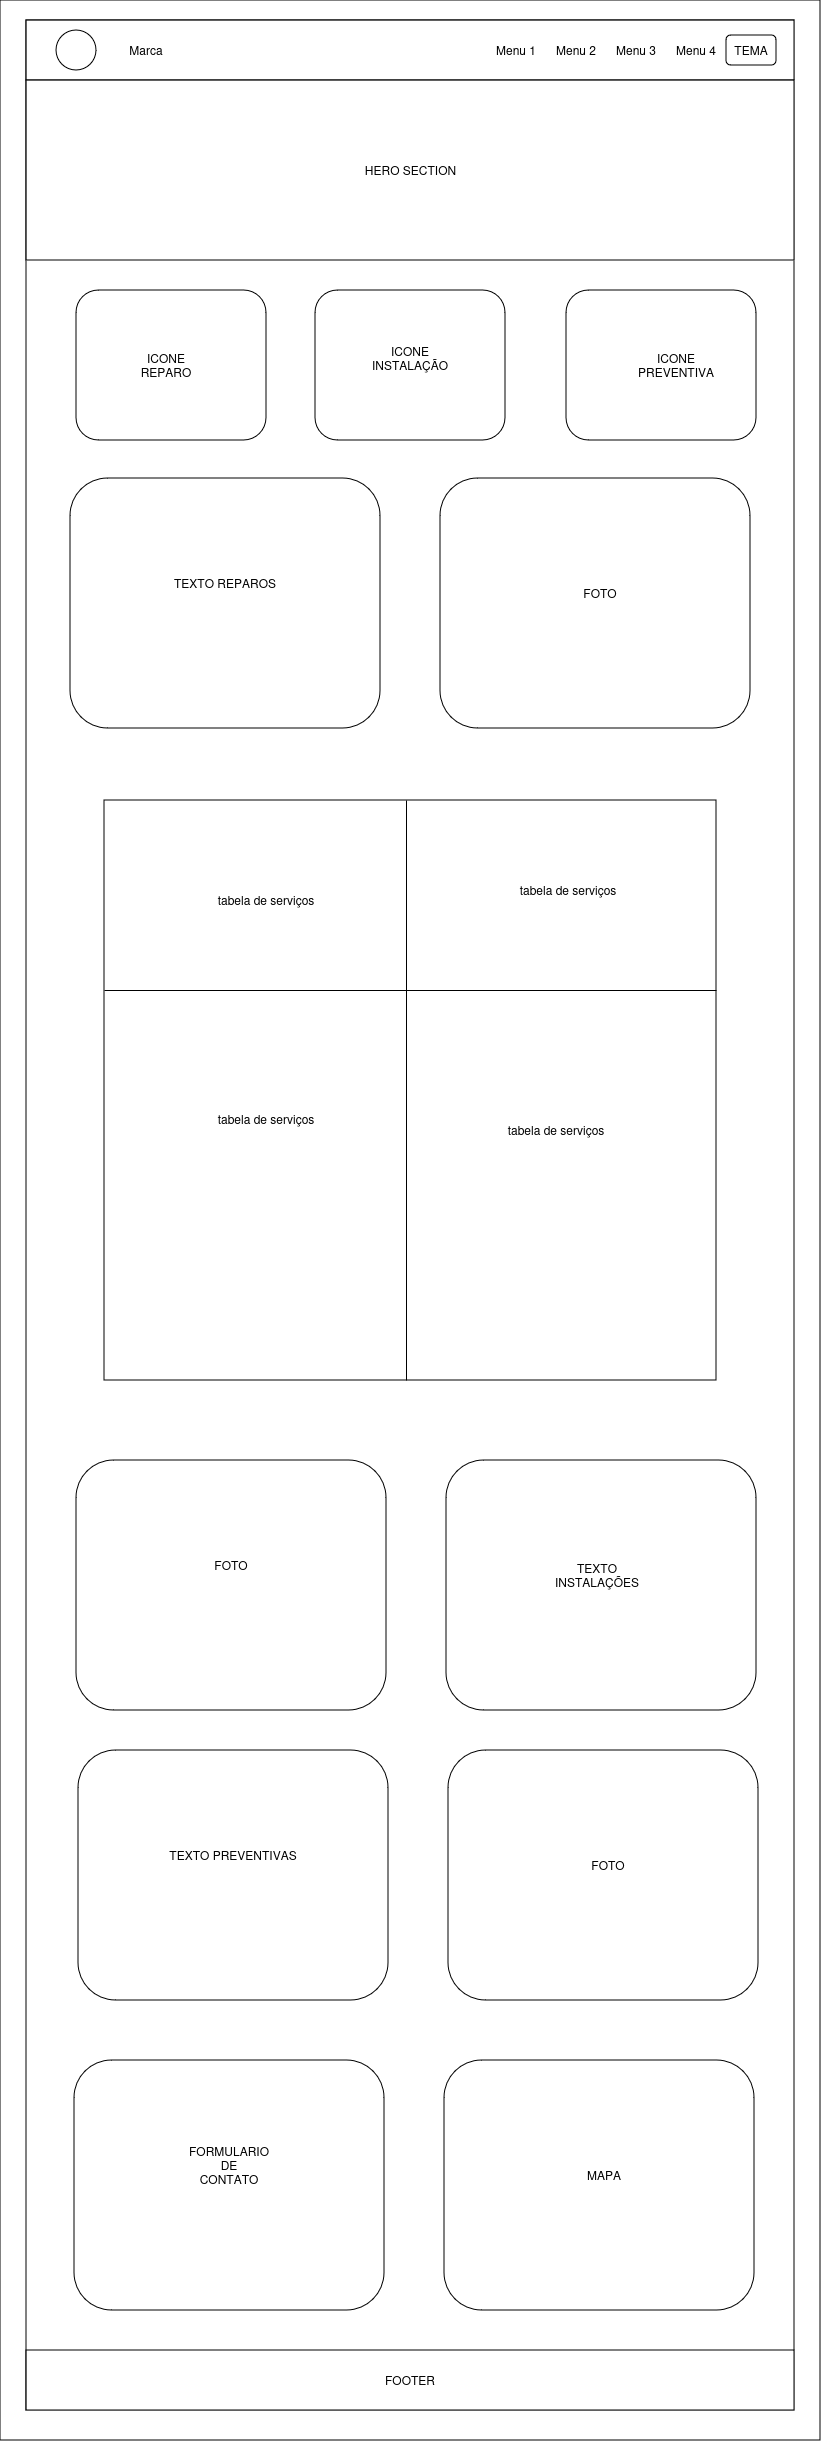 Marca
Menu 1
Menu 2
Menu 3
Menu 4
TEMA
HERO SECTION
ICONE
REPARO
ICONE
INSTALAÇÃO
ICONE
PREVENTIVA
TEXTO REPAROS
FOTO
tabela de serviços
tabela de serviços
tabela de serviços
tabela de serviços
FOTO
TEXTO
INSTALAÇÕES
TEXTO PREVENTIVAS
FOTO
FORMULARIO
DE
CONTATO
MAPA
FOOTER